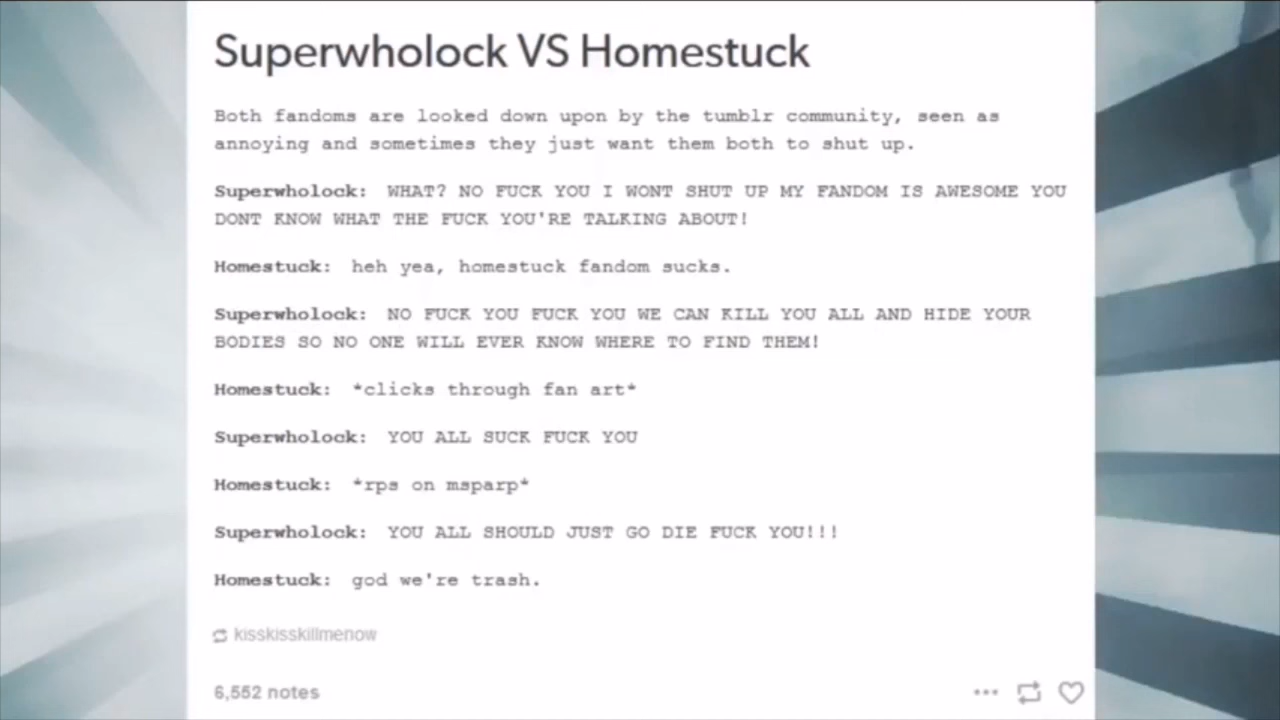 Superwholock VS Homestuck
Both fandoms are looked down upon by the tumblr community, seen as
annoying and sometimes they just want them both to shut up.
Superwholock: WHAT? NO FUCK YOU I WONT SHUT UP MY FANDOM IS AWESOME YOU
DONT KNOW WHAT THE FUCK YOU'RE TALKING ABOUT!
Homestuck: heh yea, homestuck fandom sucks.
Superwholock: NO FUCK YOU FUCK YOU WE CAN KILL YOU ALL AND HIDE YOUR
BODIES SO NO ONE WILL EVER KNOW WHERE TO FIND THEM!
Homestuck: *clicks through fan art*
Superwholock: YOU ALL SUCK FUCK YOU
Homestuck: *rps on msparp*
Superwholock: YOU ALL SHOULD JUST GO DIE FUCK YOU!!!
Homestuck: god we're trash.
kisskisskillmenow
6,552 notes